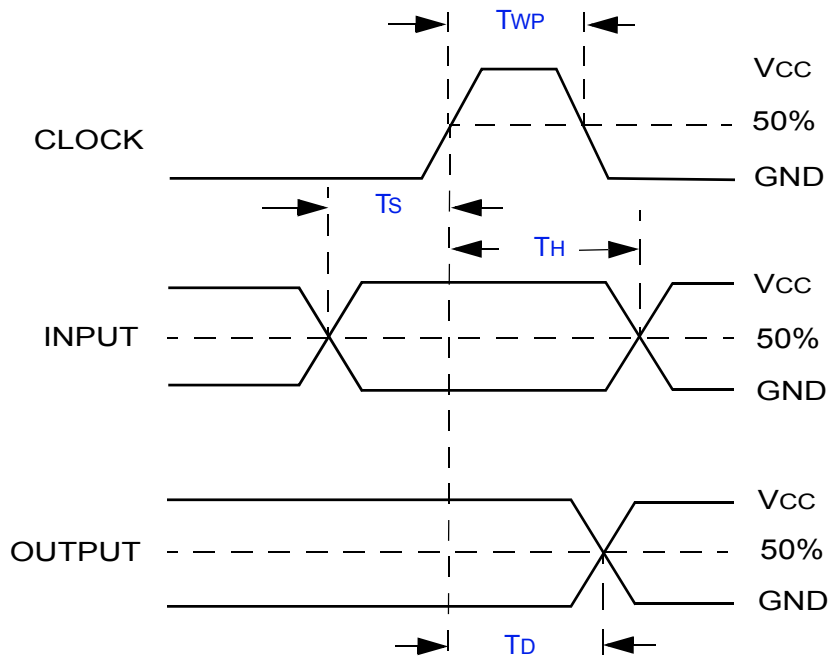 TWP
VCC
50%
CLOCK
GND
TS
TH
VCC
INPUT
50%
GND
VCC
OUTPUT
50%
GND
TD